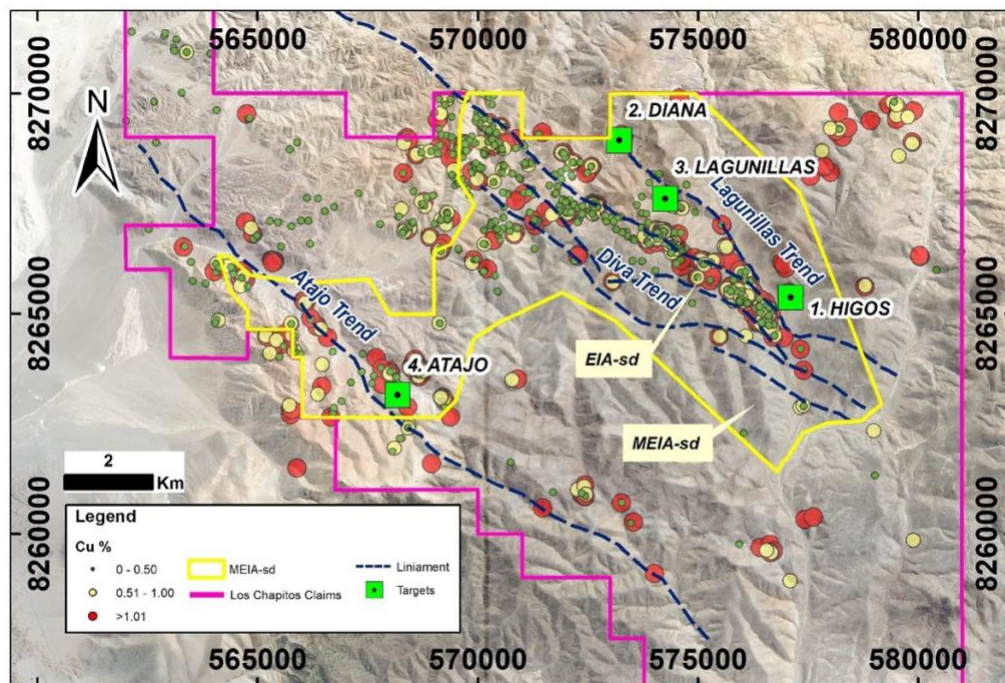 565000
570000
575000
580000
8270000
8270000
N
2. DIANA
3. LAGUNILLAS
Lagunillas Trend
Diva Trend
Atajo Trend
8265000
8265000
1. HIGOS
EIA-sd
4. ATAJO
MEIA-sd
2
Km
8260000
8260000
Legend
Cu %
0 - 0.50
0.51 - 1.00
>1.01
MEIA-sd
Los Chapitos Claims
Liniament
Targets
565000
570000
575000
580000